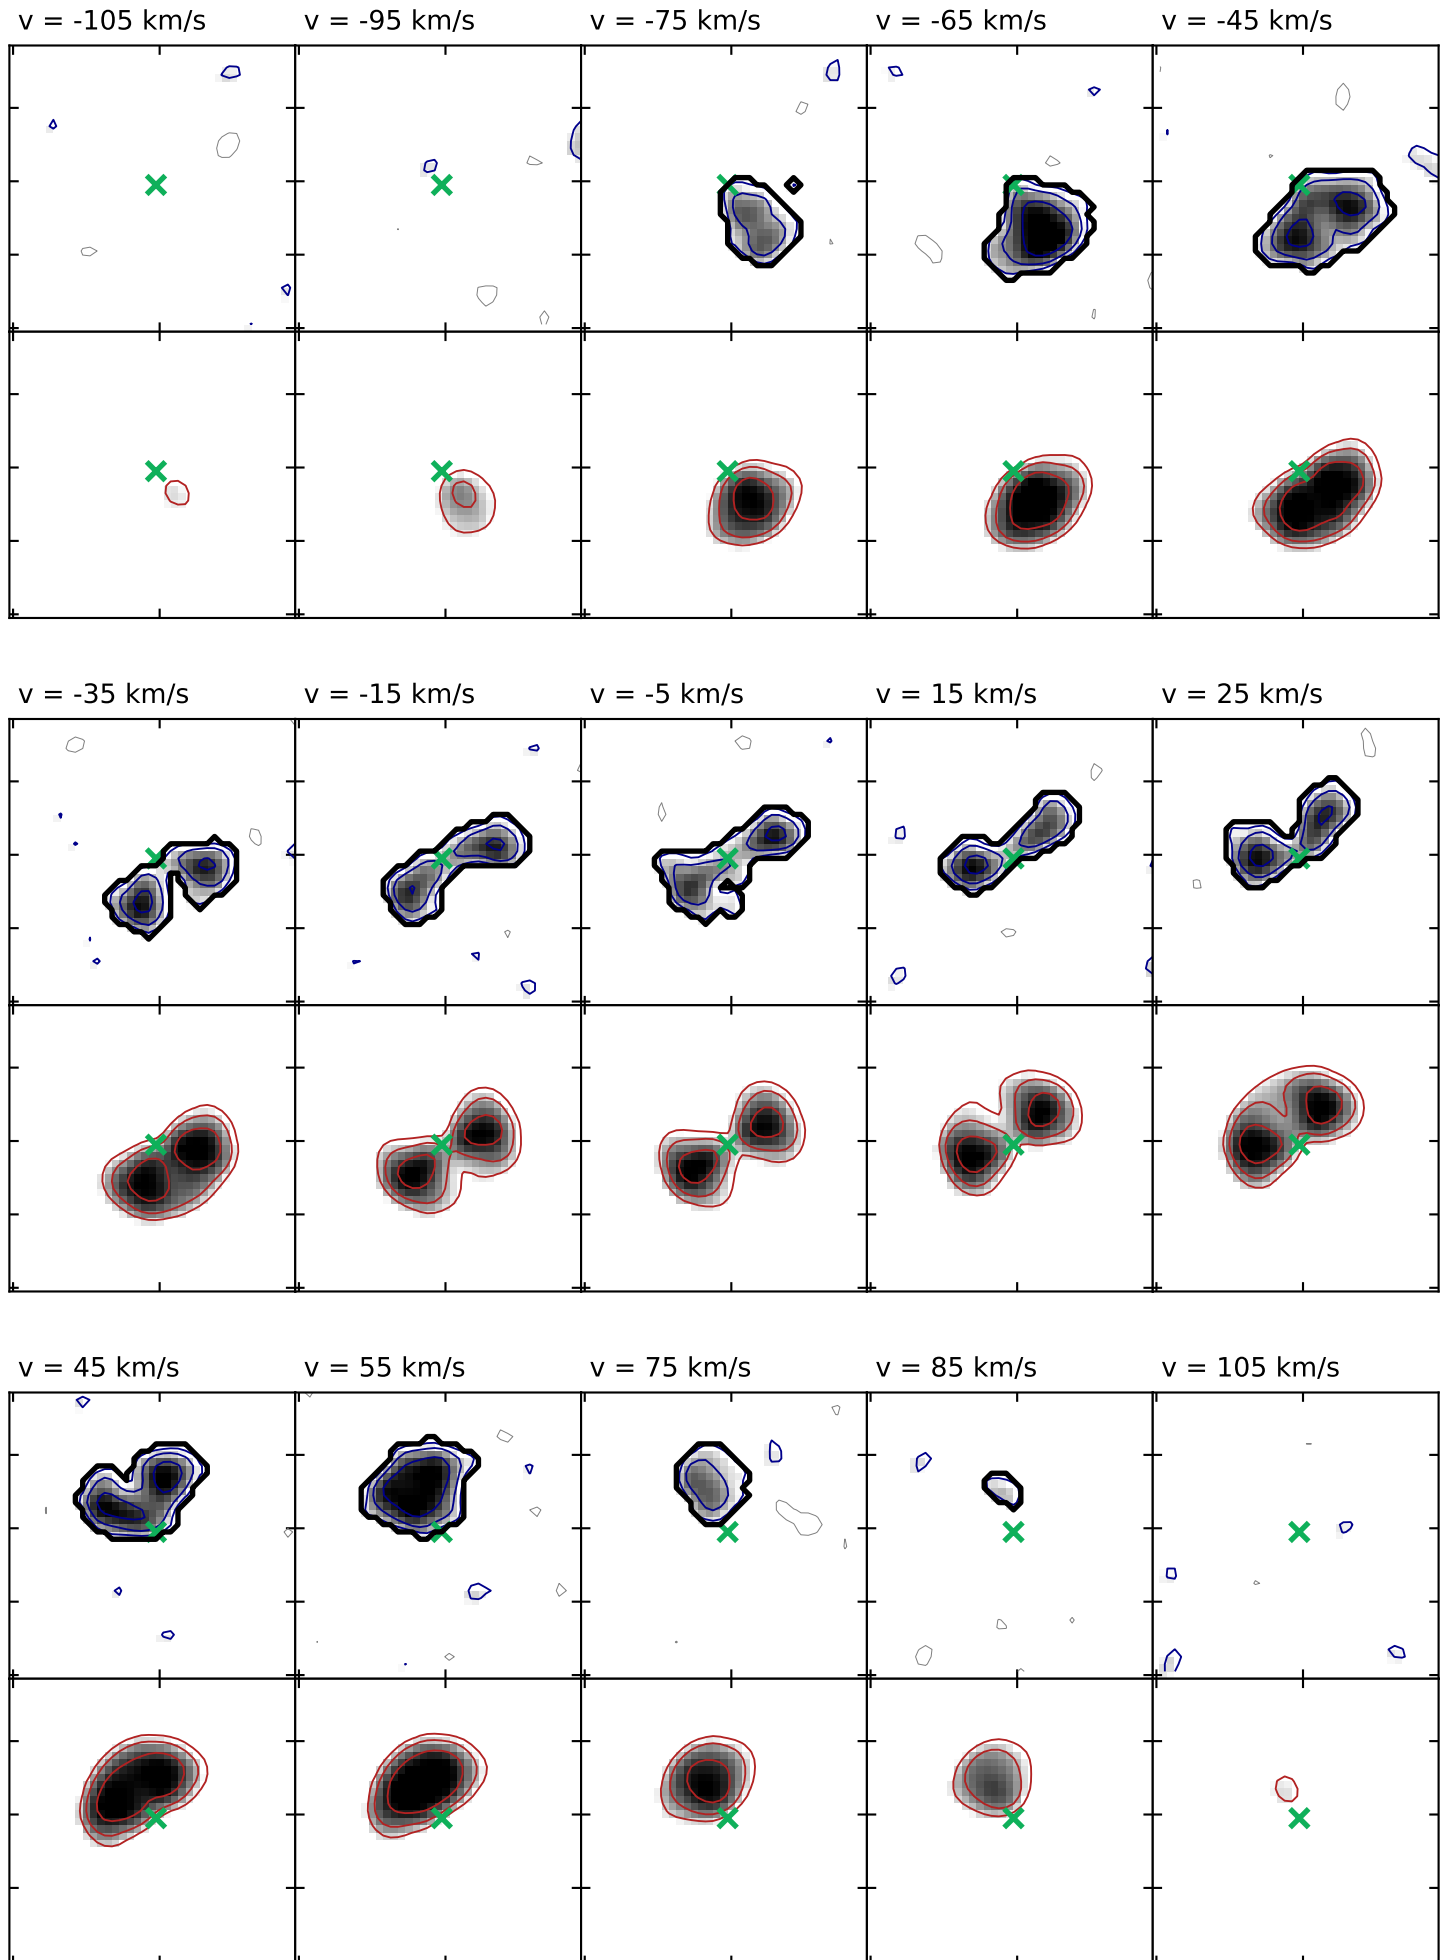 v = -105 km/s
v = -95 km/s
v = -75 km/s
v = -65 km/s
v = -45 km/s
v = -35 km/s
v = -15 km/s
v = -5 km/s
v = 15 km/s
v = 25 km/s
v = 45 km/s
v = 55 km/s
v = 75 km/s
v = 85 km/s
v = 105 km/s